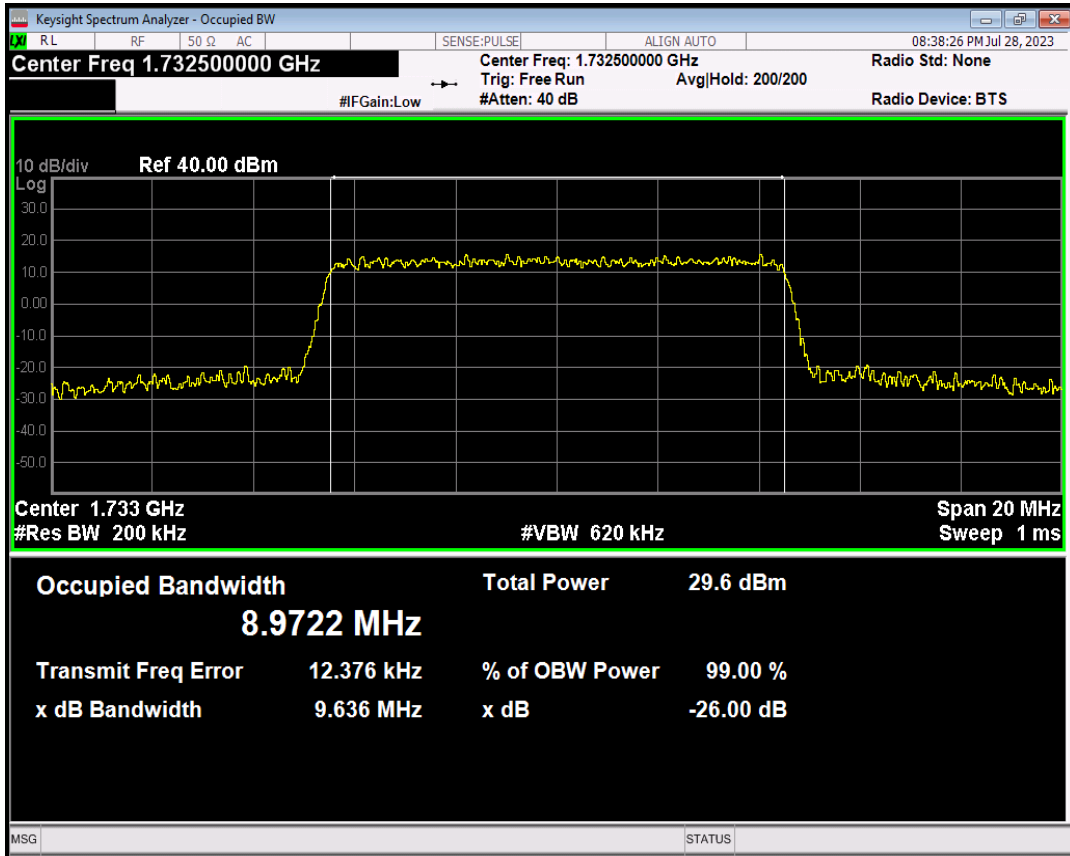 Keysight Spectrum Analyzer - Occupied BW
LXI RL RF 50 Ω AC SENSE:PULSE ALIGN AUTO 08:38:26 PM Jul 28, 2023
Center Freq 1.732500000 GHz Center Freq: 1.732500000 GHz Radio Std: None
Trig: Free Run Avg|Hold: 200/200
#IFGain:Low #Atten: 40 dB Radio Device: BTS
10 dB/div Ref 40.00 dBm
Log
30.0
20.0
10.0
0.00
-10.0
-20.0
-30.0
-40.0
-50.0
Center 1.733 GHz Span 20 MHz
#Res BW 200 kHz #VBW 620 kHz Sweep 1 ms
Occupied Bandwidth Total Power 29.6 dBm
8.9722 MHz
Transmit Freq Error 12.376 kHz % of OBW Power 99.00 %
x dB Bandwidth 9.636 MHz x dB -26.00 dB
MSG STATUS